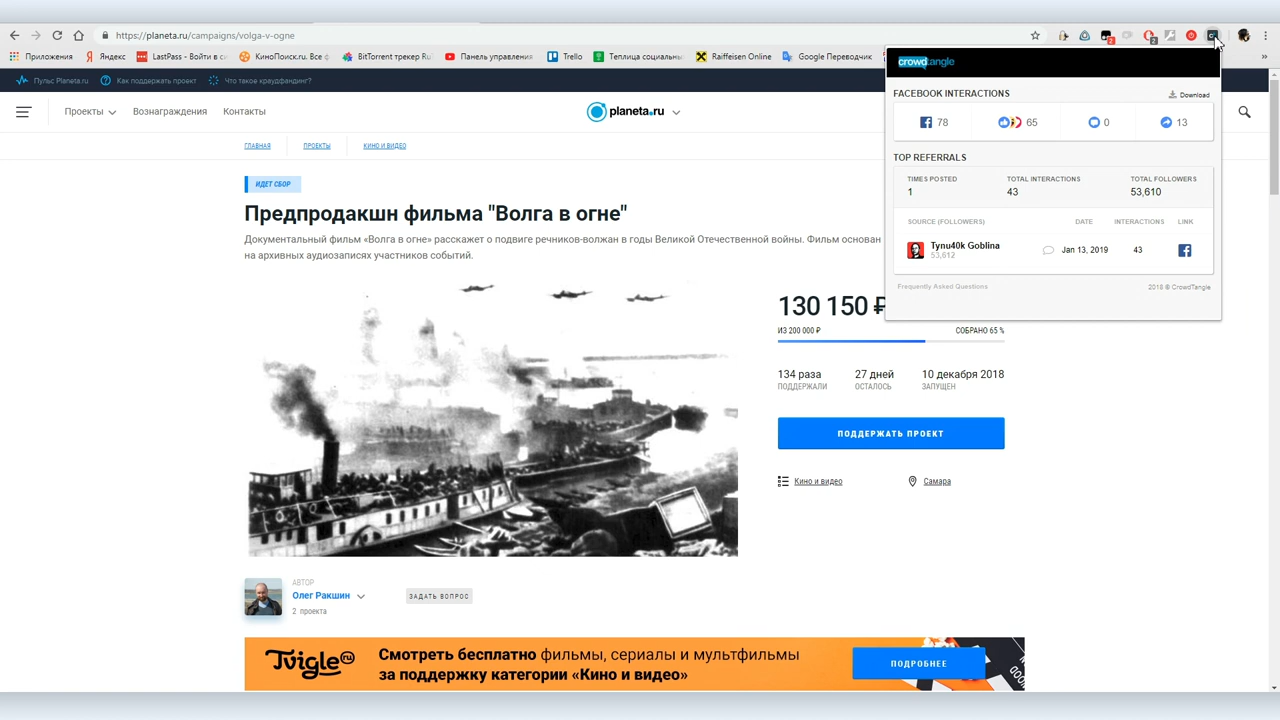 https://planeta.ru/campaigns/volga-v-ogne
Приложения
Яндекс
LastPass - Войти в с
КиноПоиск.ru. Все ф
BitTorrent трекер Ru
Панель управления
Trello
Теплица социальны
Raiffeisen Online
Google Переводчик
»
Пульс Planeta.ru
Как поддержать проект
Что такое краудфандинг?
Проекты
Вознаграждения
Контакты
planeta.ru
crowdtangle
FACEBOOK INTERACTIONS
Download
78
65
0
13
TOP REFERRALS
TIMES POSTED
TOTAL INTERACTIONS
TOTAL FOLLOWERS
1
43
53,610
SOURCE (FOLLOWERS)
DATE
INTERACTIONS
LINK
Tynu40k Goblina
53,612
Jan 13, 2019
43
Frequently Asked Questions
2018 © CrowdTangle
ГЛАВНАЯ
ПРОЕКТЫ
КИНО И ВИДЕО
ИДЕТ СБОР
Предпродакшн фильма "Волга в огне"
Документальный фильм «Волга в огне» расскажет о подвиге речников-волжан в годы Великой Отечественной войны. Фильм основан
на архивных аудиозаписях участников событий.
130 150 ₽
ИЗ 200 000 ₽
СОБРАНО 65 %
134 раза
27 дней
10 декабря 2018
ПОДДЕРЖАЛИ
ОСТАЛОСЬ
ЗАПУЩЕН
ПОДДЕРЖАТЬ ПРОЕКТ
Кино и видео
Самара
АВТОР
Олег Ракшин
2 проекта
ЗАДАТЬ ВОПРОС
Tvigle ru
Смотреть бесплатно фильмы, сериалы и мультфильмы
за поддержку категории «Кино и видео»
ПОДРОБНЕЕ